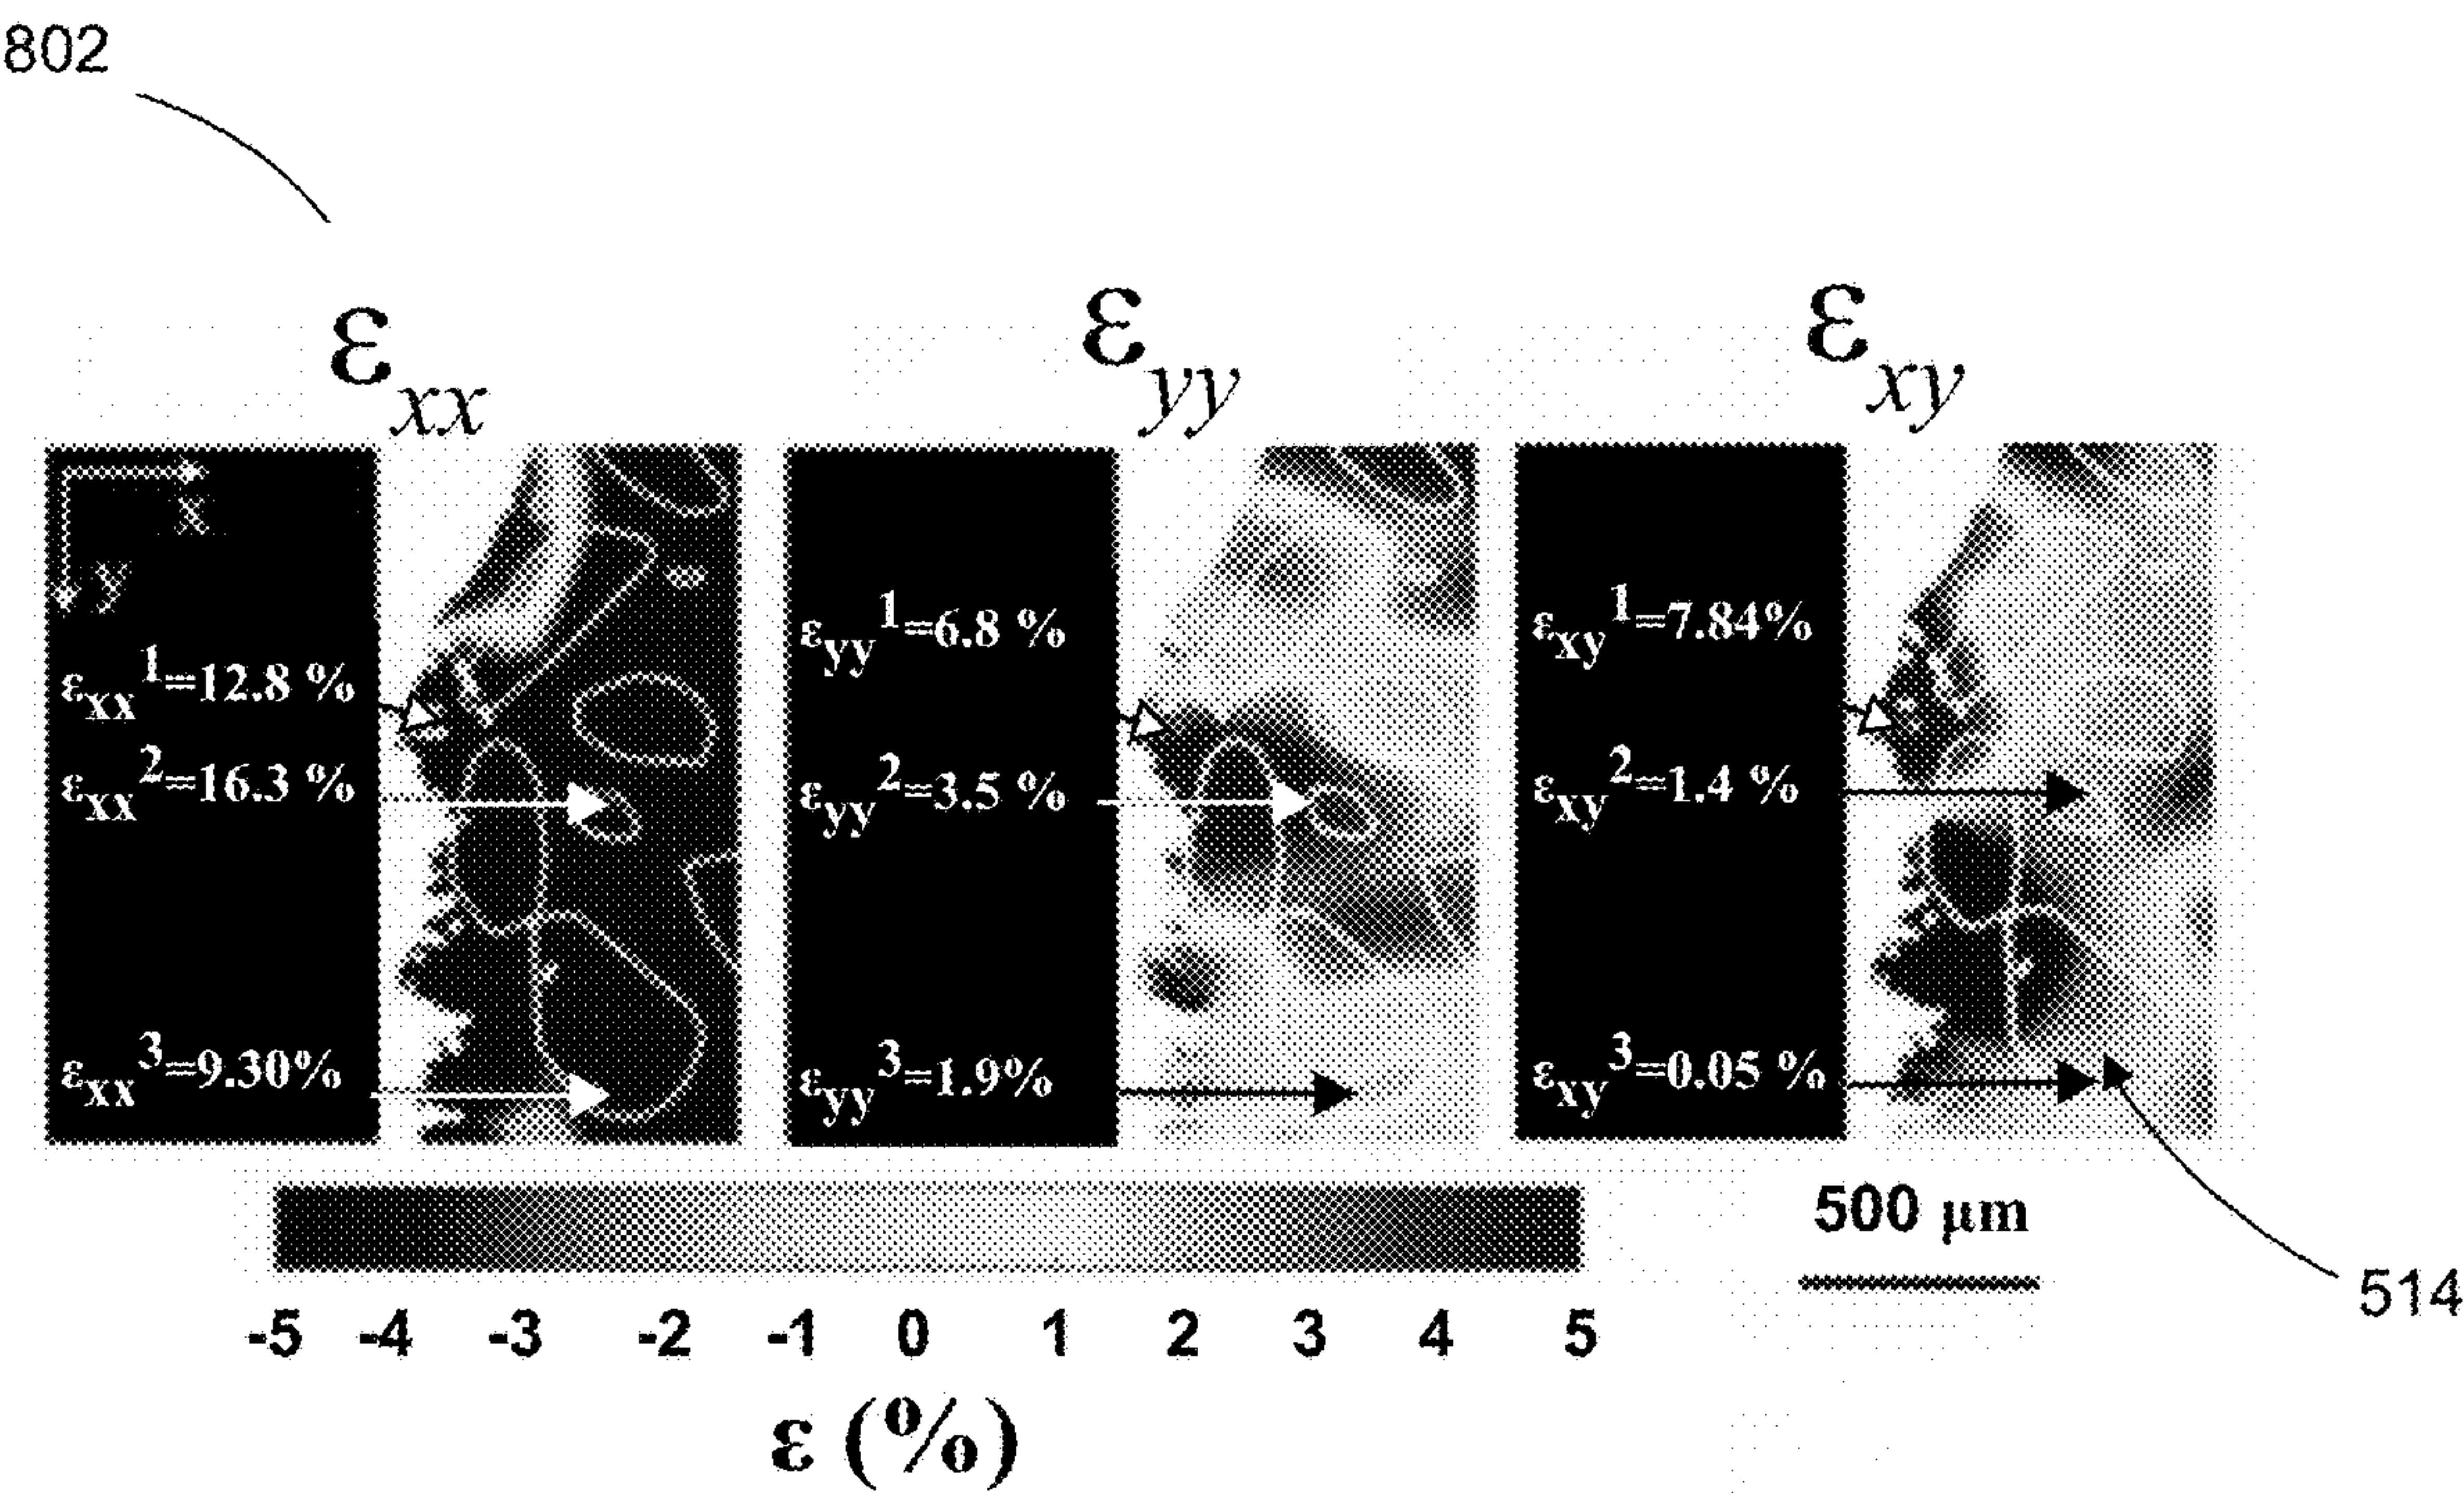 802
εxx
εyy
εxy
x
y
εxx1=12.8 %
εxx2=16.3 %
εxx3=9.30%
εyy1=6.8 %
εyy2=3.5 %
εyy3=1.9%
εxy1=7.84%
εxy2=1.4 %
εxy3=0.05 %
-5 -4 -3 -2 -1 0 1 2 3 4 5
ε (%)
500 μm
514